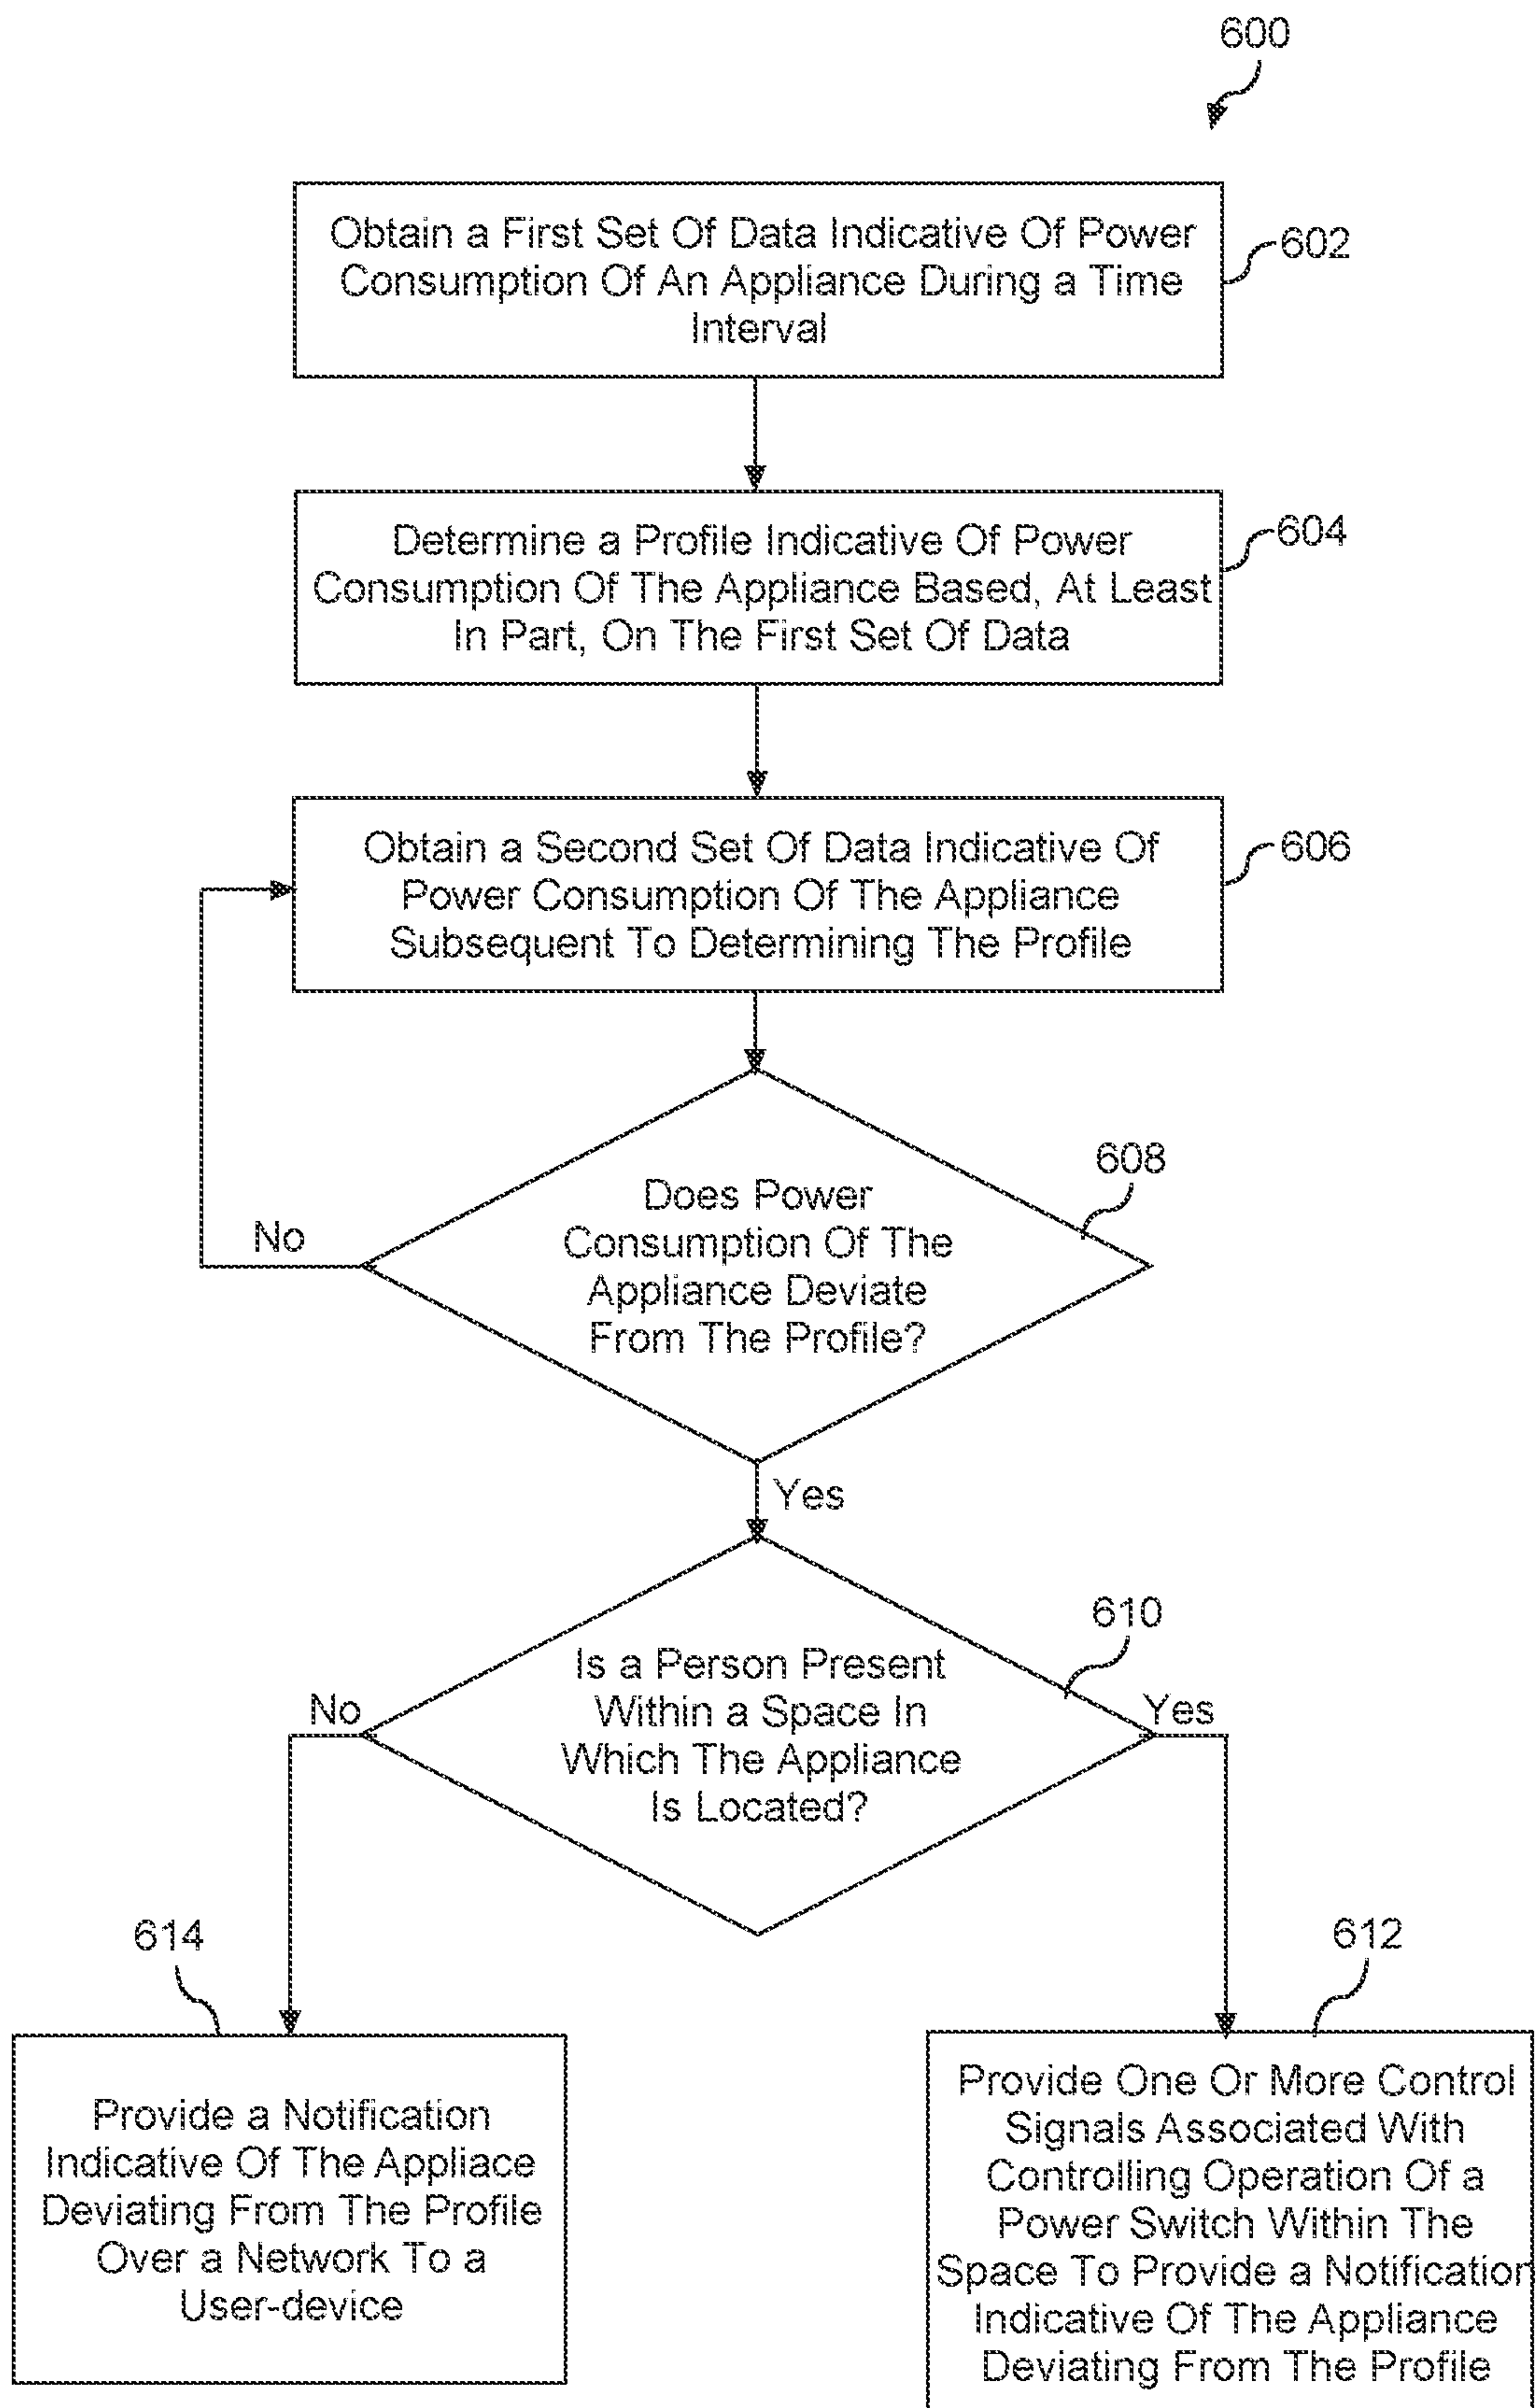 600
Obtain a First Set Of Data Indicative Of Power
Consumption Of An Appliance During a Time
Interval
602
Determine a Profile Indicative Of Power
Consumption Of The Appliance Based, At Least
In Part, On The First Set Of Data
604
Obtain a Second Set Of Data Indicative Of
Power Consumption Of The Appliance
Subsequent To Determining The Profile
606
Does Power
Consumption Of The
Appliance Deviate
From The Profile?
608
No
Yes
Is a Person Present
Within a Space In
Which The Appliance
Is Located?
610
No
Yes
614
Provide a Notification
Indicative Of The Appliace
Deviating From The Profile
Over a Network To a
User-device
612
Provide One Or More Control
Signals Associated With
Controlling Operation Of a
Power Switch Within The
Space To Provide a Notification
Indicative Of The Appliance
Deviating From The Profile